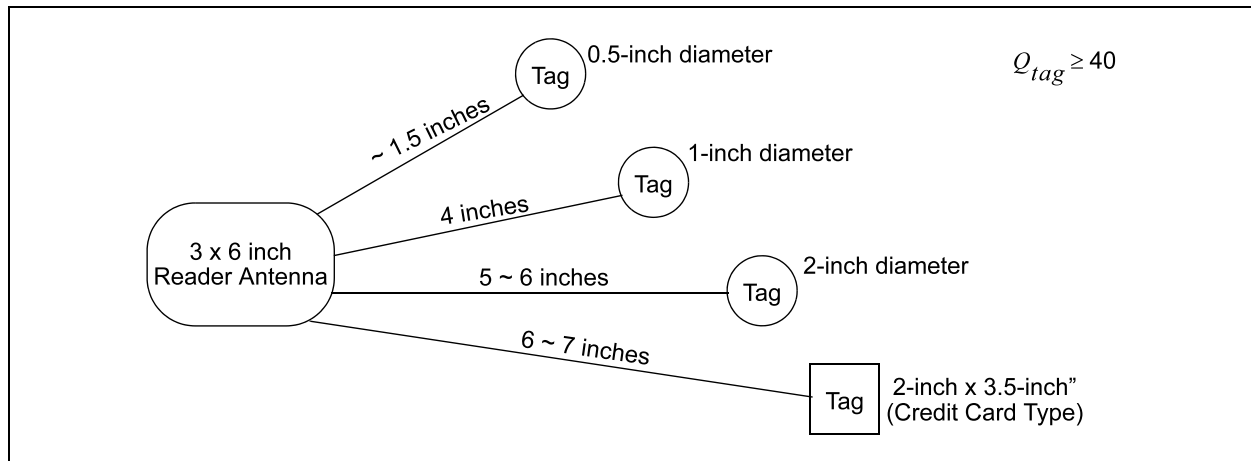 0.5-inch diameter
Tag
Q_tag ≥ 40
~ 1.5 inches
1-inch diameter
Tag
4 inches
3 x 6 inch
Reader Antenna
5 ~ 6 inches
2-inch diameter
Tag
6 ~ 7 inches
Tag
2-inch x 3.5-inch”
(Credit Card Type)